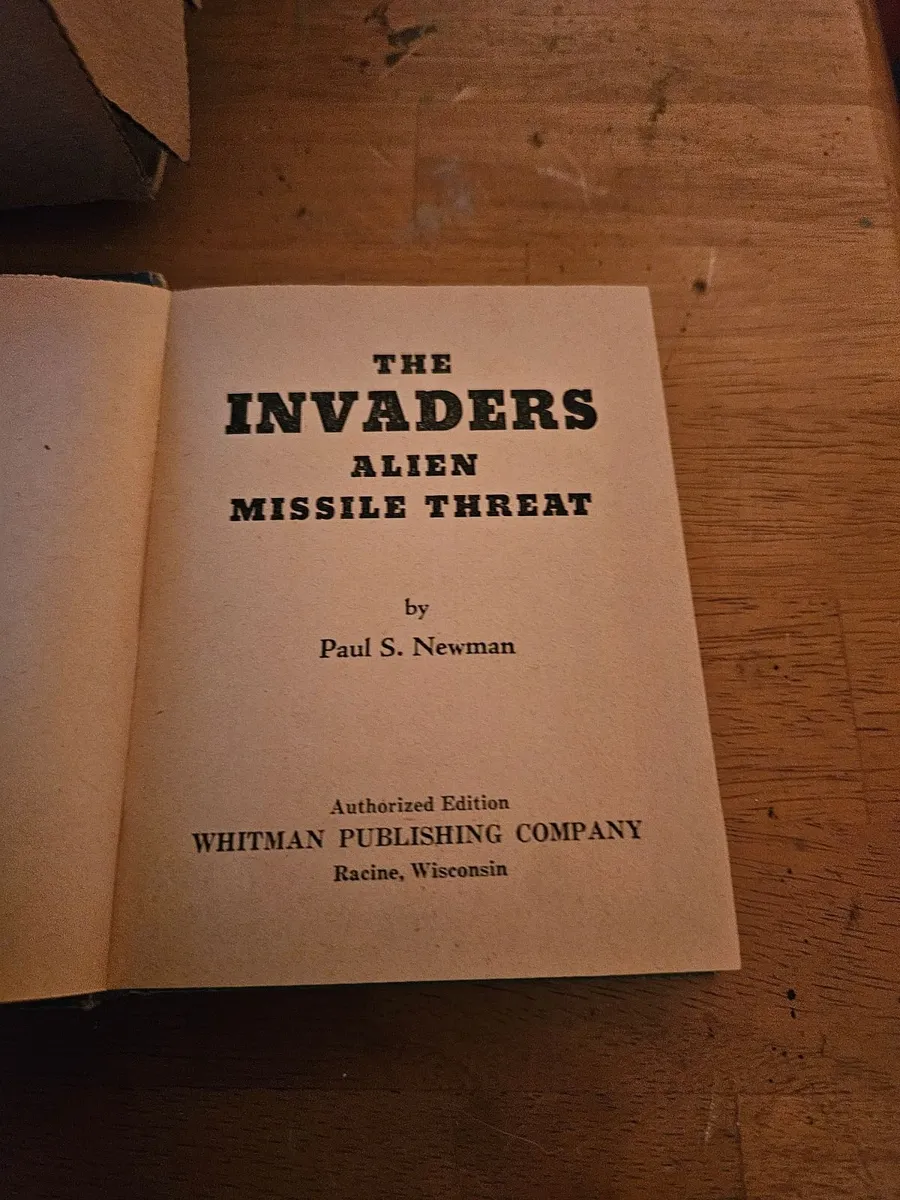 THE
INVADERS
ALIEN
MISSILE THREAT
by
Paul S. Newman
Authorized Edition
WHITMAN PUBLISHING COMPANY
Racine, Wisconsin